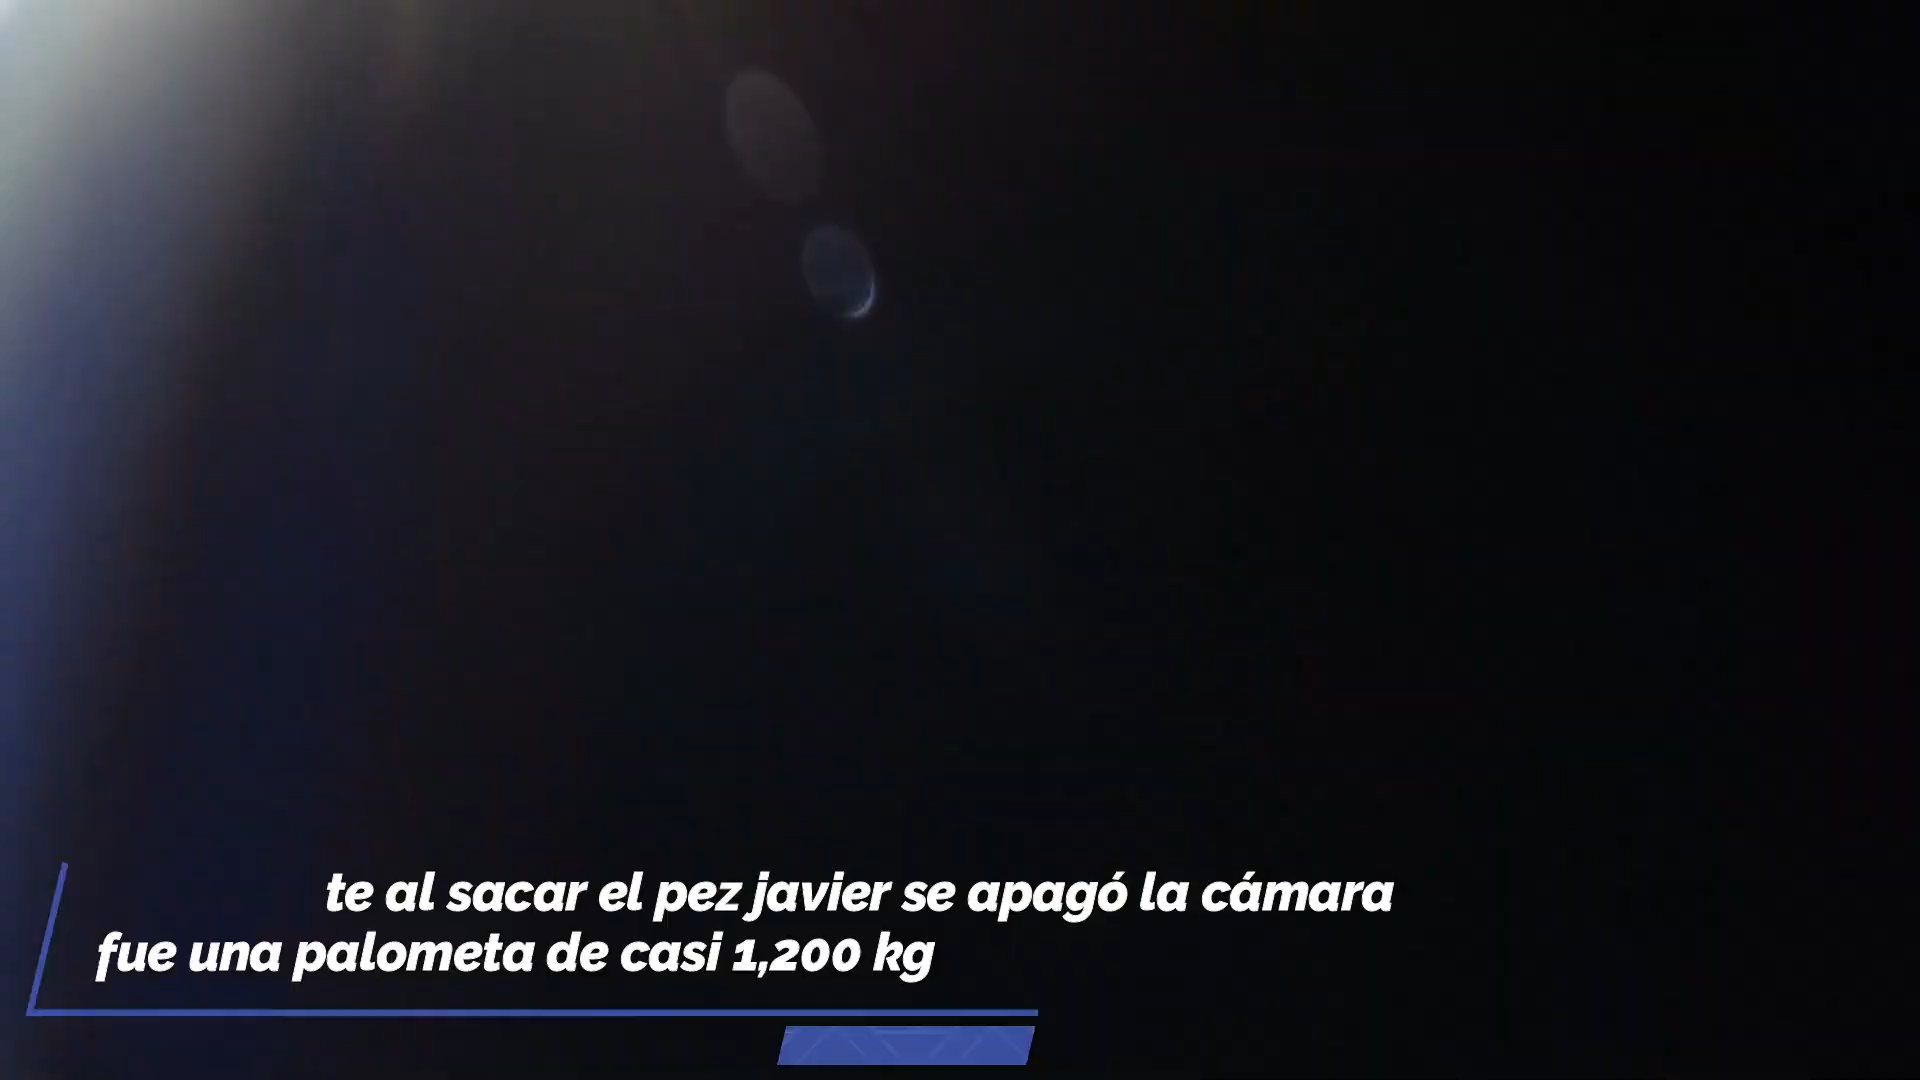 te al sacar el pez javier se apagó la cámara
fue una palometa de casi 1,200 kg